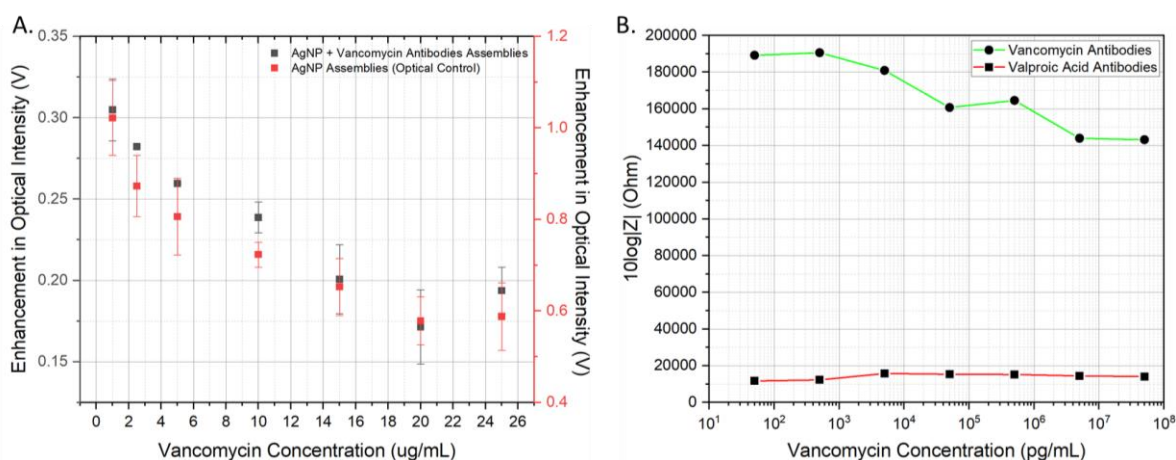 A.
Enhancement in Optical Intensity (V)
0.35
0.30
0.25
0.20
0.15
AgNP + Vancomycin Antibodies Assemblies
AgNP Assemblies (Optical Control)
1.2
1.0
0.8
0.6
0.4
Enhancement in Optical Intensity (V)
0 2 4 6 8 10 12 14 16 18 20 22 24 26
Vancomycin Concentration (ug/mL)
B.
10log|Z| (Ohm)
200000
180000
160000
140000
120000
100000
80000
60000
40000
20000
0
Vancomycin Antibodies
Valproic Acid Antibodies
10¹ 10² 10³ 10⁴ 10⁵ 10⁶ 10⁷ 10⁸
Vancomycin Concentration (pg/mL)